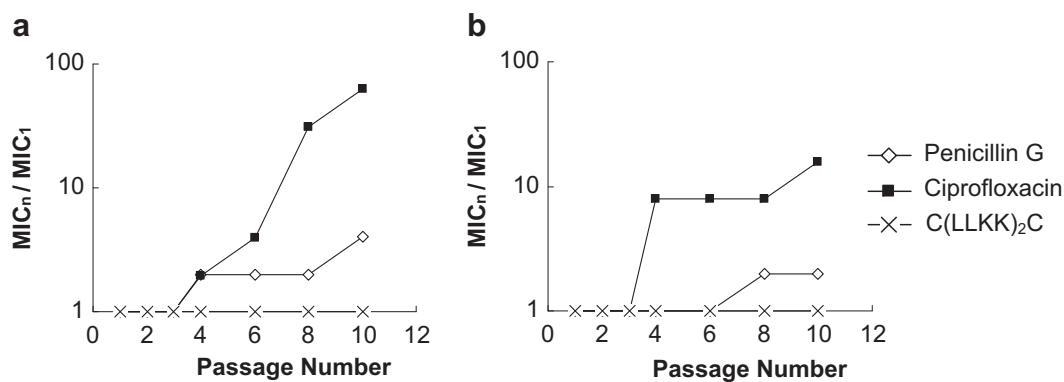 a
MICₙ / MIC₁
100
10
1
0 2 4 6 8 10 12
Passage Number
b
MICₙ / MIC₁
100
10
1
0 2 4 6 8 10 12
Passage Number
Penicillin G
Ciprofloxacin
C(LLKK)₂C